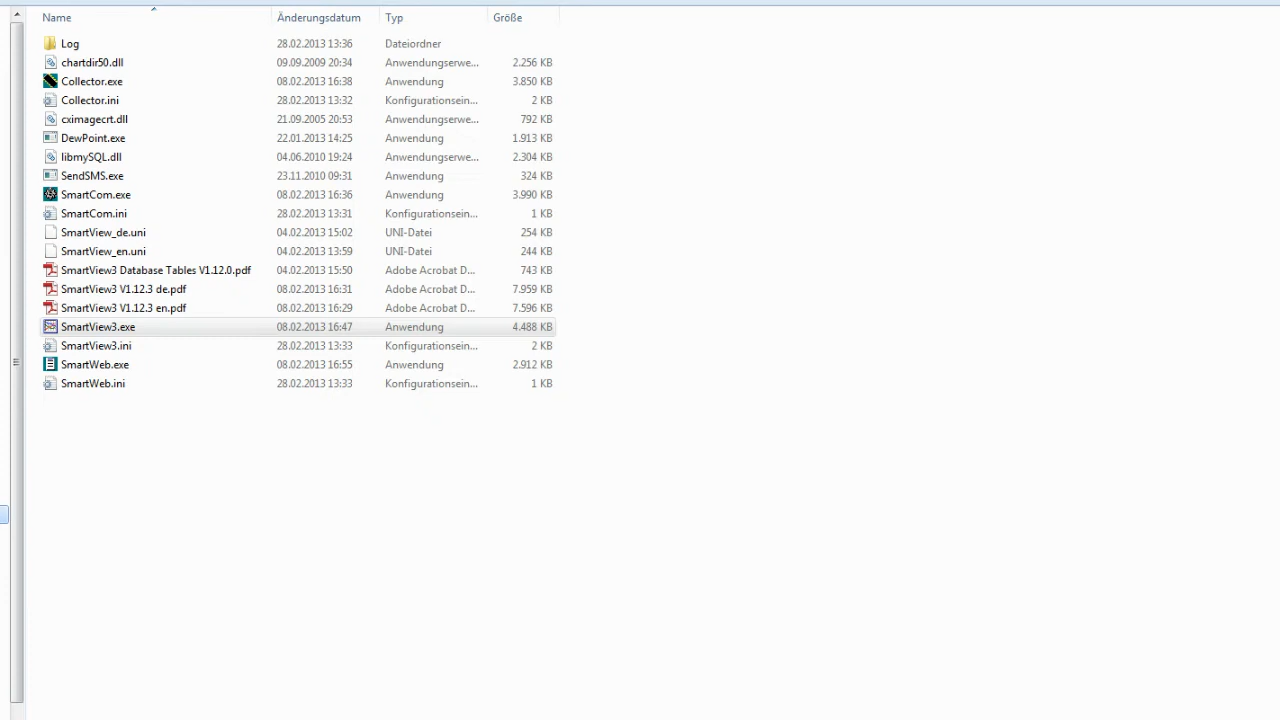 Name Änderungsdatum Typ Größe
Log 28.02.2013 13:36 Dateiordner
chartdir50.dll 09.09.2009 20:34 Anwendungserwe... 2.256 KB
Collector.exe 08.02.2013 16:38 Anwendung 3.850 KB
Collector.ini 28.02.2013 13:32 Konfigurationsein... 2 KB
cximagecrt.dll 21.09.2005 20:53 Anwendungserwe... 792 KB
DewPoint.exe 22.01.2013 14:25 Anwendung 1.913 KB
libmySQL.dll 04.06.2010 19:24 Anwendungserwe... 2.304 KB
SendSMS.exe 23.11.2010 09:31 Anwendung 324 KB
SmartCom.exe 08.02.2013 16:36 Anwendung 3.990 KB
SmartCom.ini 28.02.2013 13:31 Konfigurationsein... 1 KB
SmartView_de.uni 04.02.2013 15:02 UNI-Datei 254 KB
SmartView_en.uni 04.02.2013 13:59 UNI-Datei 244 KB
SmartView3 Database Tables V1.12.0.pdf 04.02.2013 15:50 Adobe Acrobat D... 743 KB
SmartView3 V1.12.3 de.pdf 08.02.2013 16:31 Adobe Acrobat D... 7.959 KB
SmartView3 V1.12.3 en.pdf 08.02.2013 16:29 Adobe Acrobat D... 7.596 KB
SmartView3.exe 08.02.2013 16:47 Anwendung 4.488 KB
SmartView3.ini 28.02.2013 13:33 Konfigurationsein... 2 KB
SmartWeb.exe 08.02.2013 16:55 Anwendung 2.912 KB
SmartWeb.ini 28.02.2013 13:33 Konfigurationsein... 1 KB